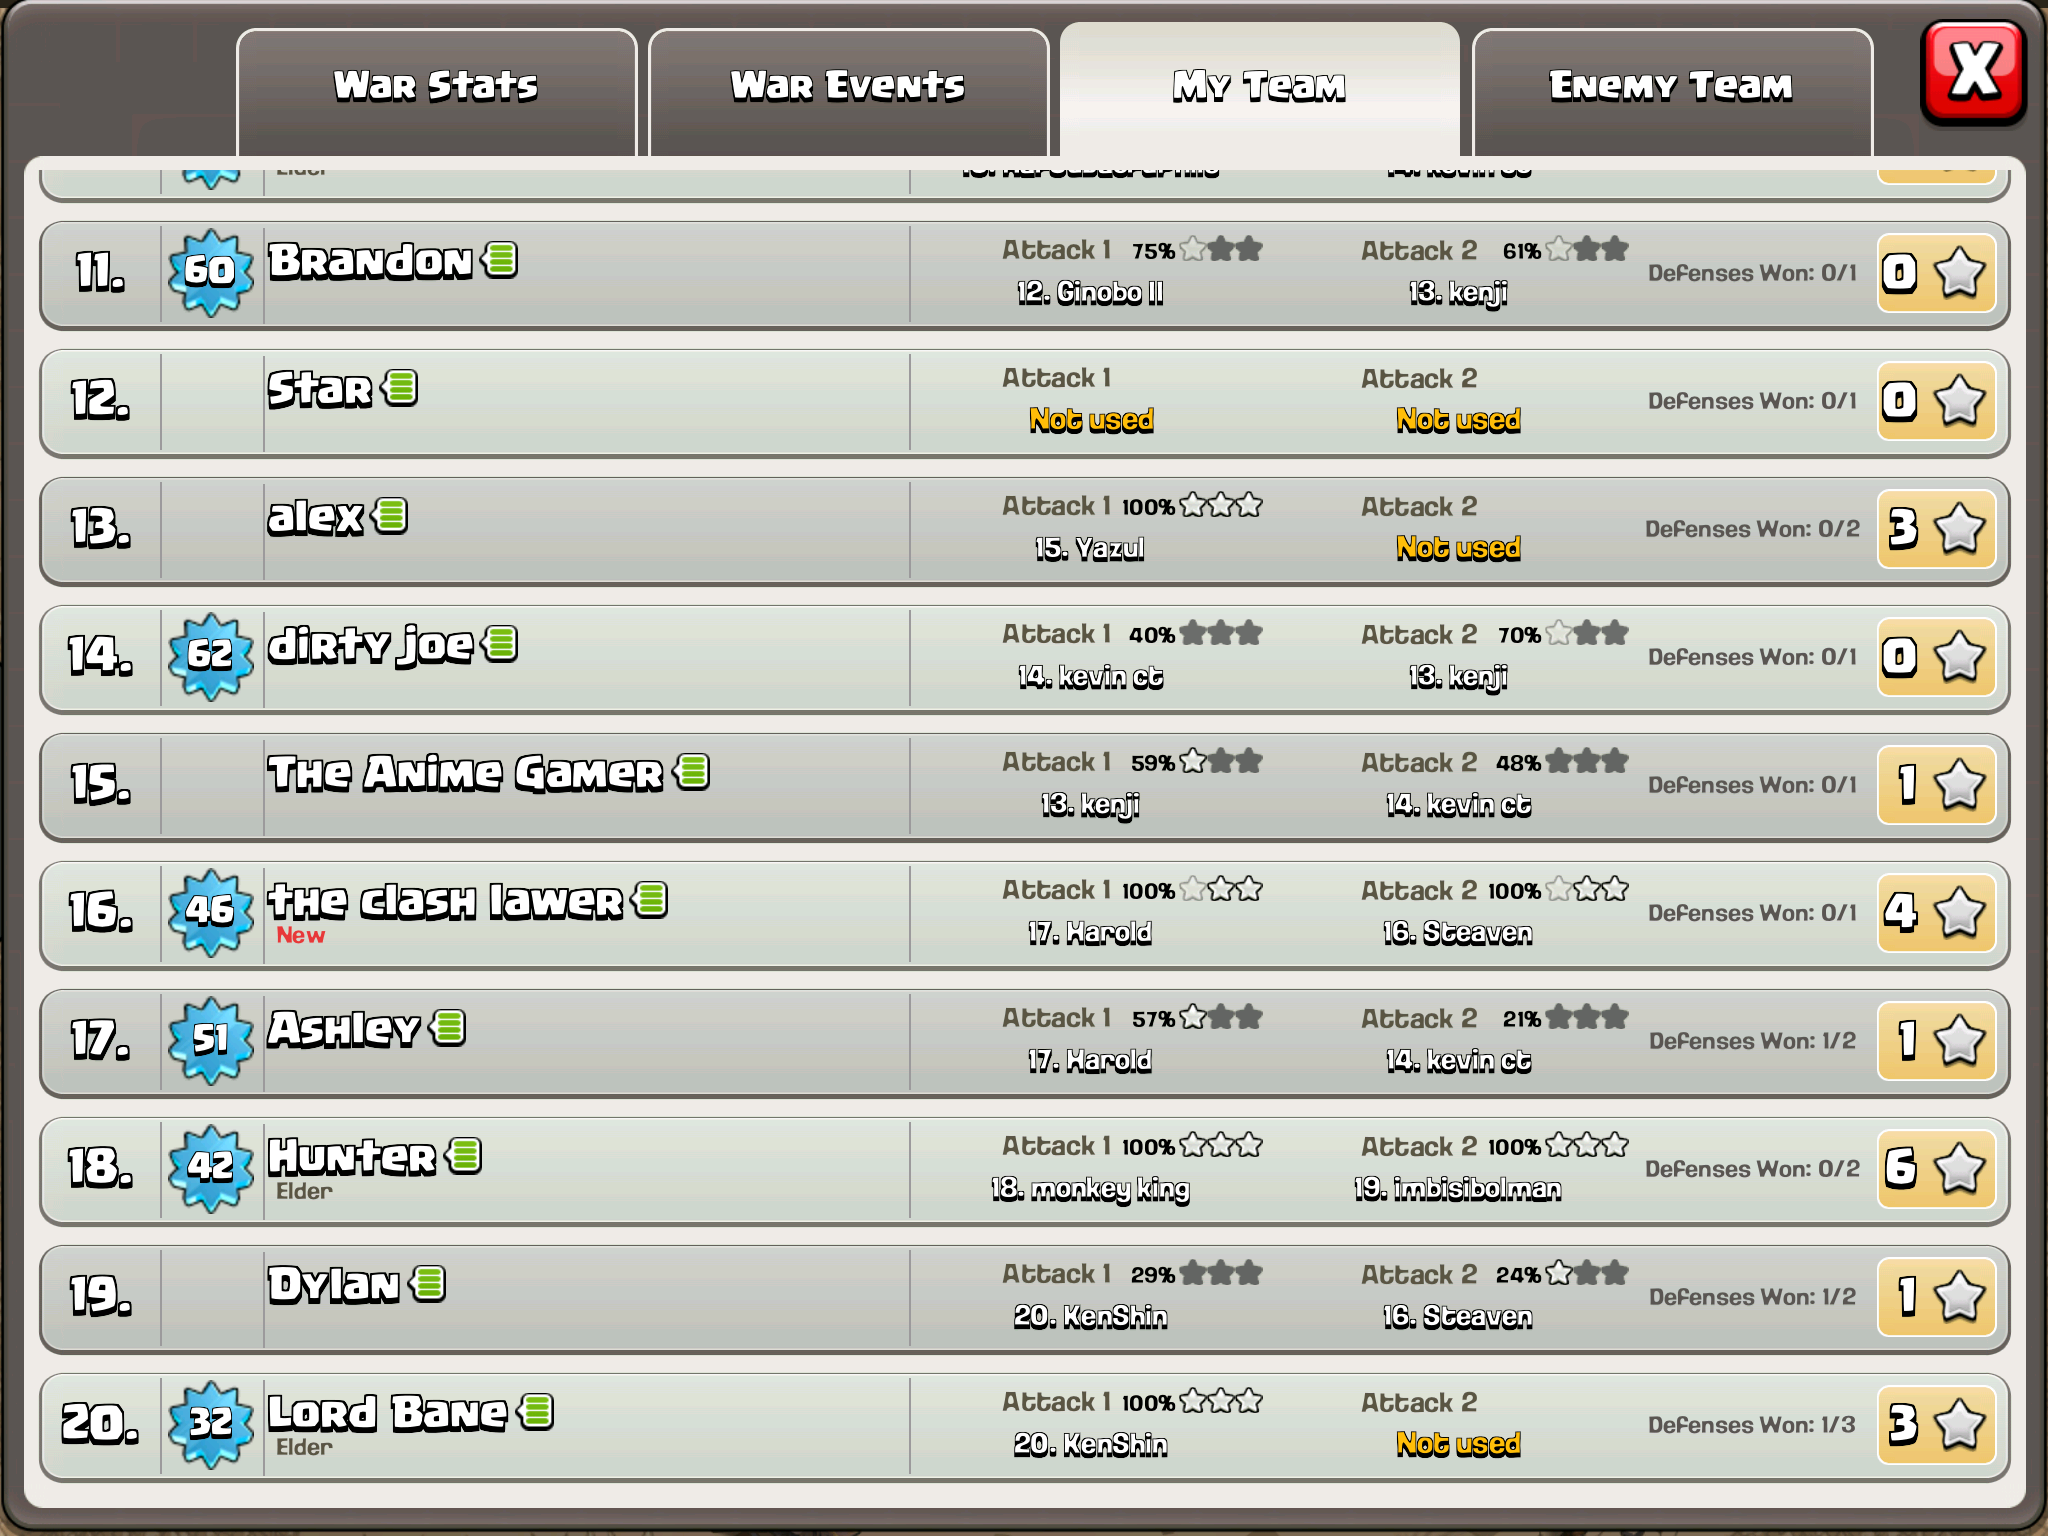 War Stats
War Events
My Team
Enemy Team
X
Elder
11.
60
Brandon
Attack 1 75%
12. Ginobo II
Attack 2 61%
13. kenji
Defenses Won: 0/1
0
12.
Star
Attack 1
Not used
Attack 2
Not used
Defenses Won: 0/1
0
13.
alex
Attack 1 100%
15. Yazul
Attack 2
Not used
Defenses Won: 0/2
3
14.
62
dirty joe
Attack 1 40%
14. kevin ct
Attack 2 70%
13. kenji
Defenses Won: 0/1
0
15.
The Anime Gamer
Attack 1 59%
13. kenji
Attack 2 48%
14. kevin ct
Defenses Won: 0/1
1
16.
46
the clash lawer
New
Attack 1 100%
17. Harold
Attack 2 100%
16. Steaven
Defenses Won: 0/1
4
17.
51
Ashley
Attack 1 57%
17. Harold
Attack 2 21%
14. kevin ct
Defenses Won: 1/2
1
18.
42
Hunter
Elder
Attack 1 100%
18. monkey king
Attack 2 100%
19. imbisibolman
Defenses Won: 0/2
6
19.
Dylan
Attack 1 29%
20. KenShin
Attack 2 24%
16. Steaven
Defenses Won: 1/2
1
20.
32
Lord Bane
Elder
Attack 1 100%
20. KenShin
Attack 2
Not used
Defenses Won: 1/3
3